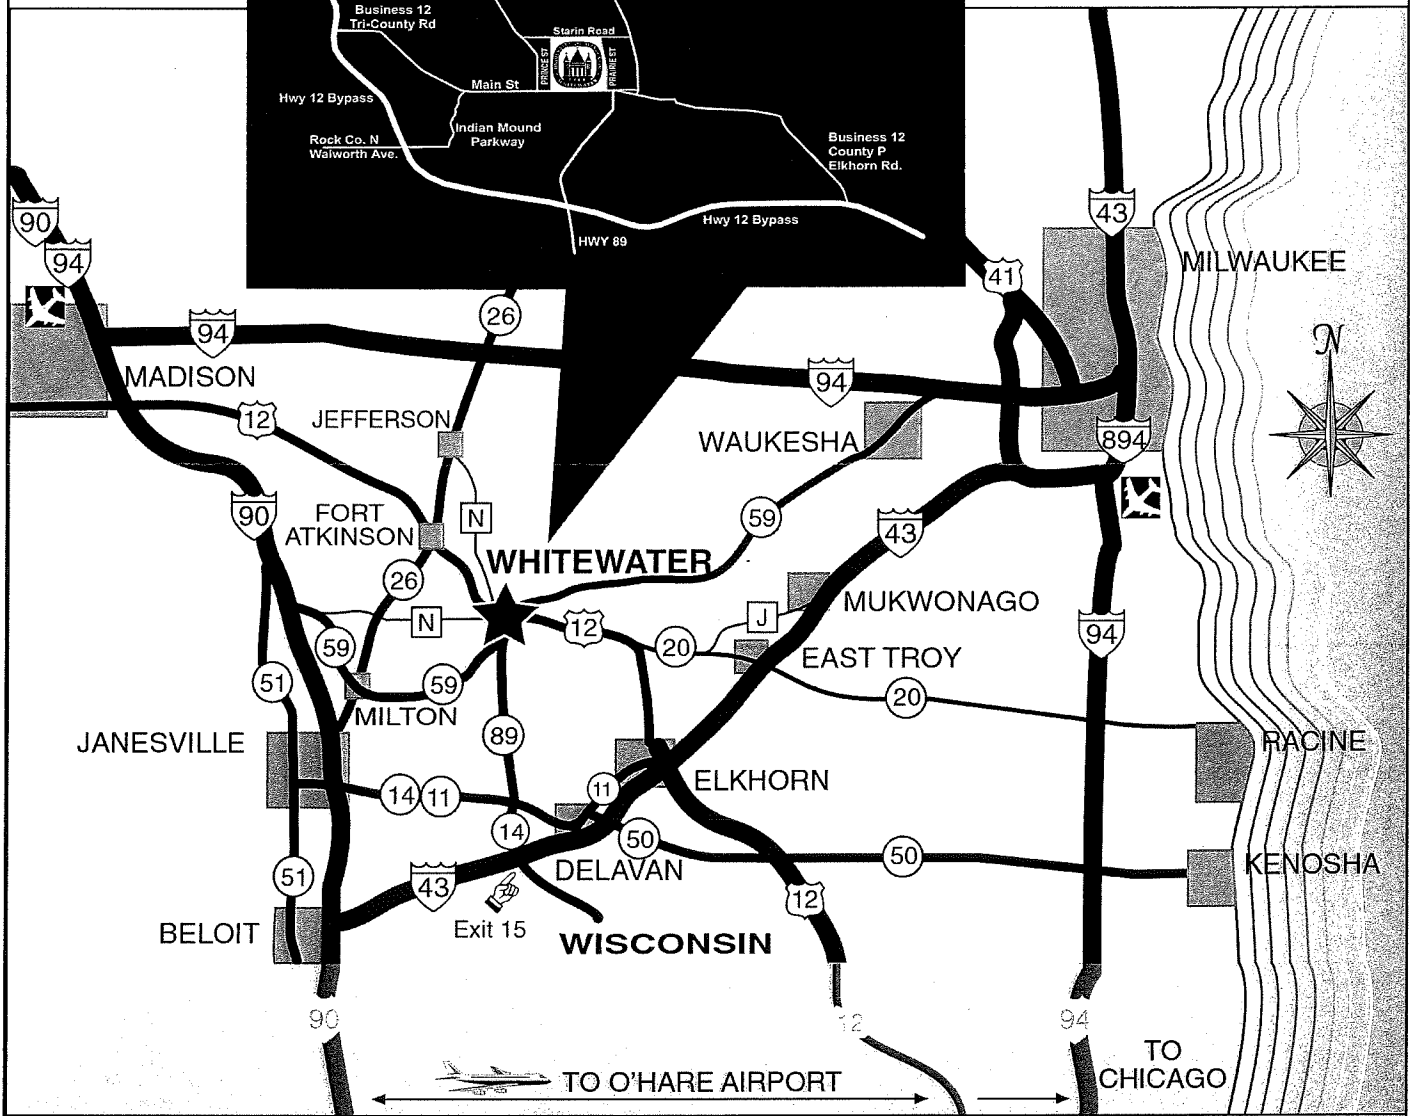 Business 12
Tri-County Rd
Starin Road
PRINCE ST
PRAIRIE ST
Main St
Hwy 12 Bypass
Indian Mound
Parkway
Rock Co. N
Walworth Ave.
Business 12
County P
Elkhorn Rd.
Hwy 12 Bypass
HWY 89
90
94
43
41
MILWAUKEE
26
94
N
MADISON
94
12
JEFFERSON
WAUKESHA
894
90
FORT
ATKINSON
N
59
43
WHITEWATER
26
MUKWONAGO
N
12
J
94
59
20
EAST TROY
51
59
20
MILTON
89
JANESVILLE
RACINE
ELKHORN
14
11
11
14
50
50
KENOSHA
51
43
DELAVAN
12
Exit 15
BELOIT
WISCONSIN
90
12
94
TO
CHICAGO
TO O'HARE AIRPORT